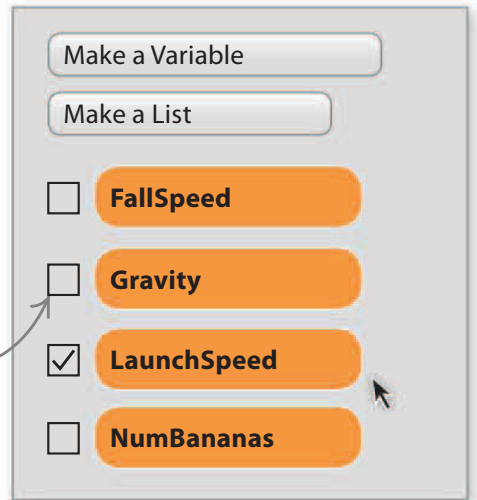 Make a Variable
Make a List
FallSpeed
Gravity
LaunchSpeed
NumBananas